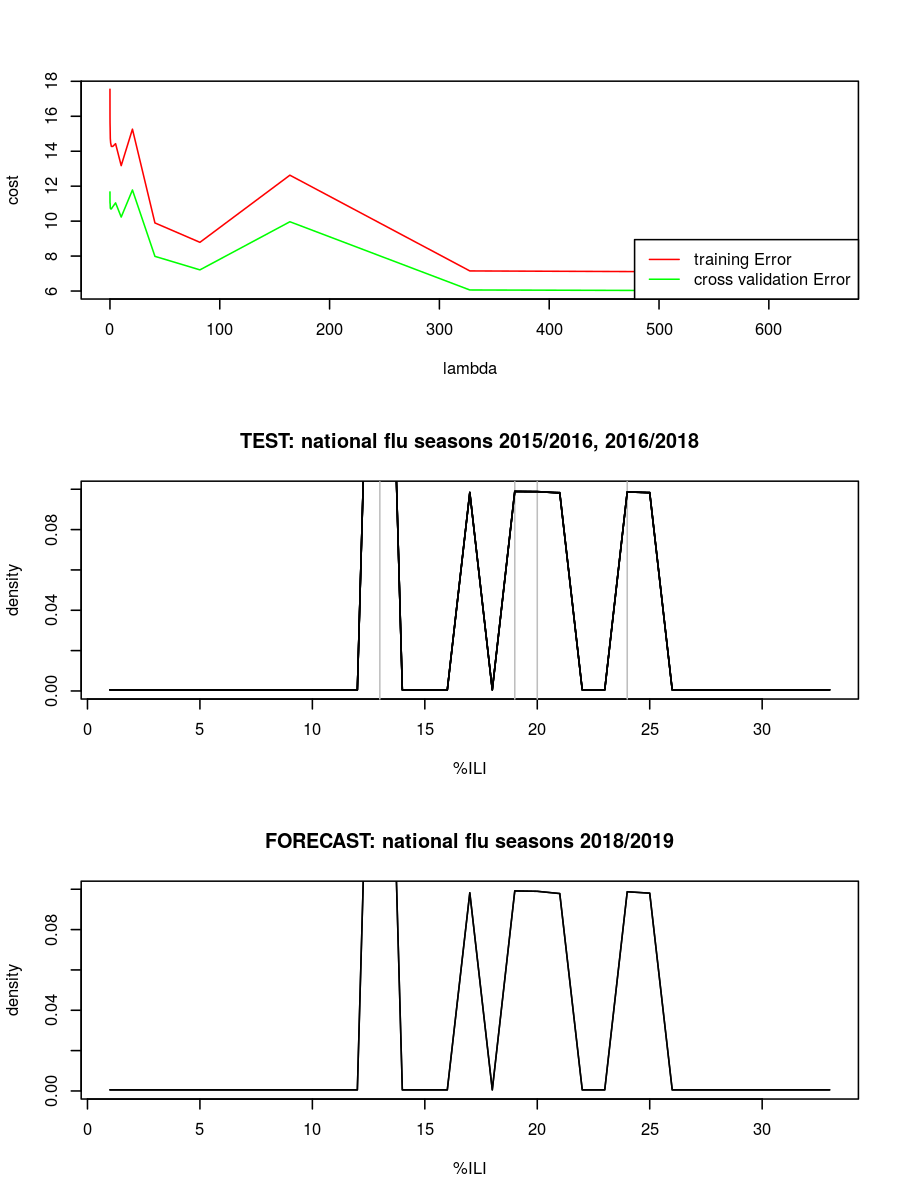 18
16
14
12
10
8
6
cost
training Error
cross validation Error
0 100 200 300 400 500 600
lambda
TEST: national flu seasons 2015/2016, 2016/2018
0.08
0.04
0.00
density
0 5 10 15 20 25 30
%ILI
FORECAST: national flu seasons 2018/2019
0.08
0.04
0.00
density
0 5 10 15 20 25 30
%ILI